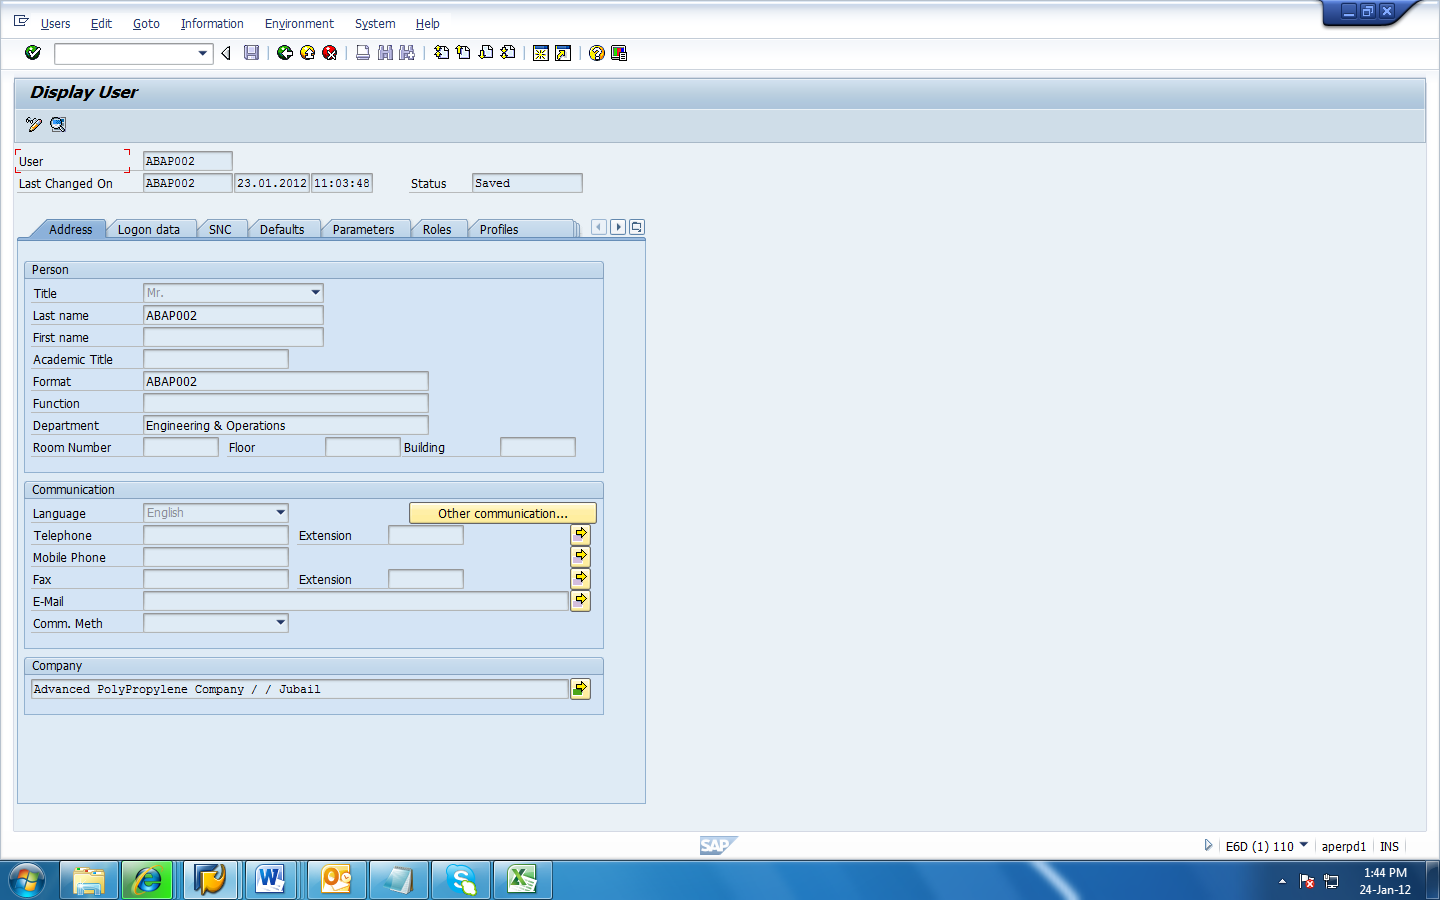 Users Edit Goto Information Environment System Help
Display User
User ABAP002
Last Changed On ABAP002 23.01.2012 11:03:48 Status Saved
Address Logon data SNC Defaults Parameters Roles Profiles
Person
Title Mr.
Last name ABAP002
First name
Academic Title
Format ABAP002
Function
Department Engineering & Operations
Room Number Floor Building
Communication
Language English Other communication...
Telephone Extension
Mobile Phone
Fax Extension
E-Mail
Comm. Meth
Company
Advanced PolyPropylene Company / / Jubail
SAP E6D (1) 110 aperpd1 INS
1:44 PM
24-Jan-12